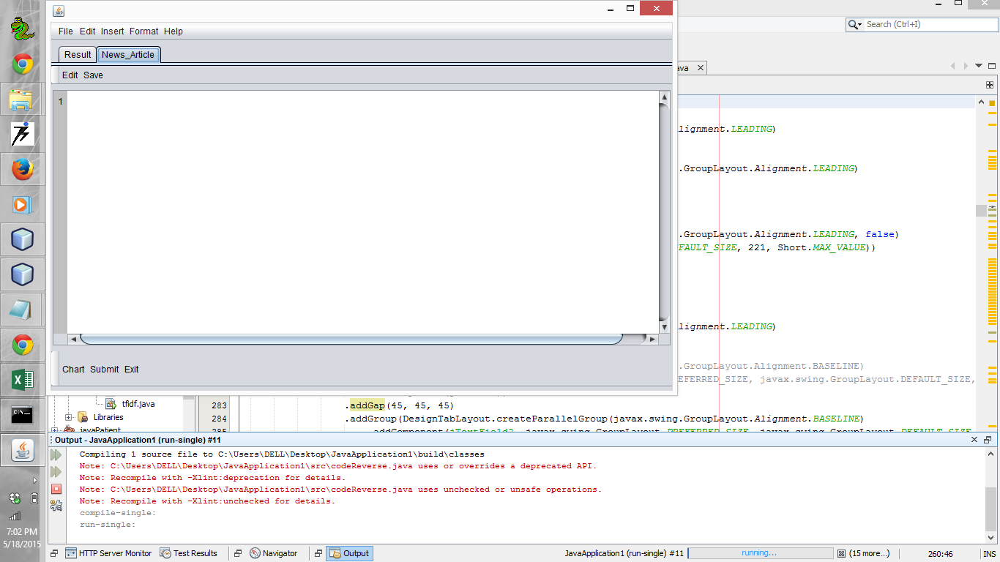 File Edit Insert Format Help
Result News_Article
Edit Save
1
Chart Submit Exit
Search (Ctrl+I)
ava
lignment.LEADING)
.GroupLayout.Alignment.LEADING)
.GroupLayout.Alignment.LEADING, false)
FAULT_SIZE, 221, Short.MAX_VALUE))
lignment.LEADING)
.GroupLayout.Alignment.BASELINE)
EFERRED_SIZE, javax.swing.GroupLayout.DEFAULT_SIZE,
tfidf.java
283 .addGap(45, 45, 45)
Libraries
284 .addGroup(DesignTabLayout.createParallelGroup(javax.swing.GroupLayout.Alignment.BASELINE)
javaPatient
285 .addComponent(jTextField2, javax.swing.GroupLayout.PREFERRED_SIZE, javax.swing.GroupLayout.DEFAULT_SIZE
Output - JavaApplication1 (run-single) #11
Compiling 1 source file to C:\Users\DELL\Desktop\JavaApplication1\build\classes
Note: C:\Users\DELL\Desktop\JavaApplication1\src\codeReverse.java uses or overrides a deprecated API.
Note: Recompile with -Xlint:deprecation for details.
Note: C:\Users\DELL\Desktop\JavaApplication1\src\codeReverse.java uses unchecked or unsafe operations.
Note: Recompile with -Xlint:unchecked for details.
compile-single:
run-single:
7:02 PM
5/18/2015
HTTP Server Monitor Test Results Navigator Output JavaApplication1 (run-single) #11 running... (15 more...) 260:46 INS